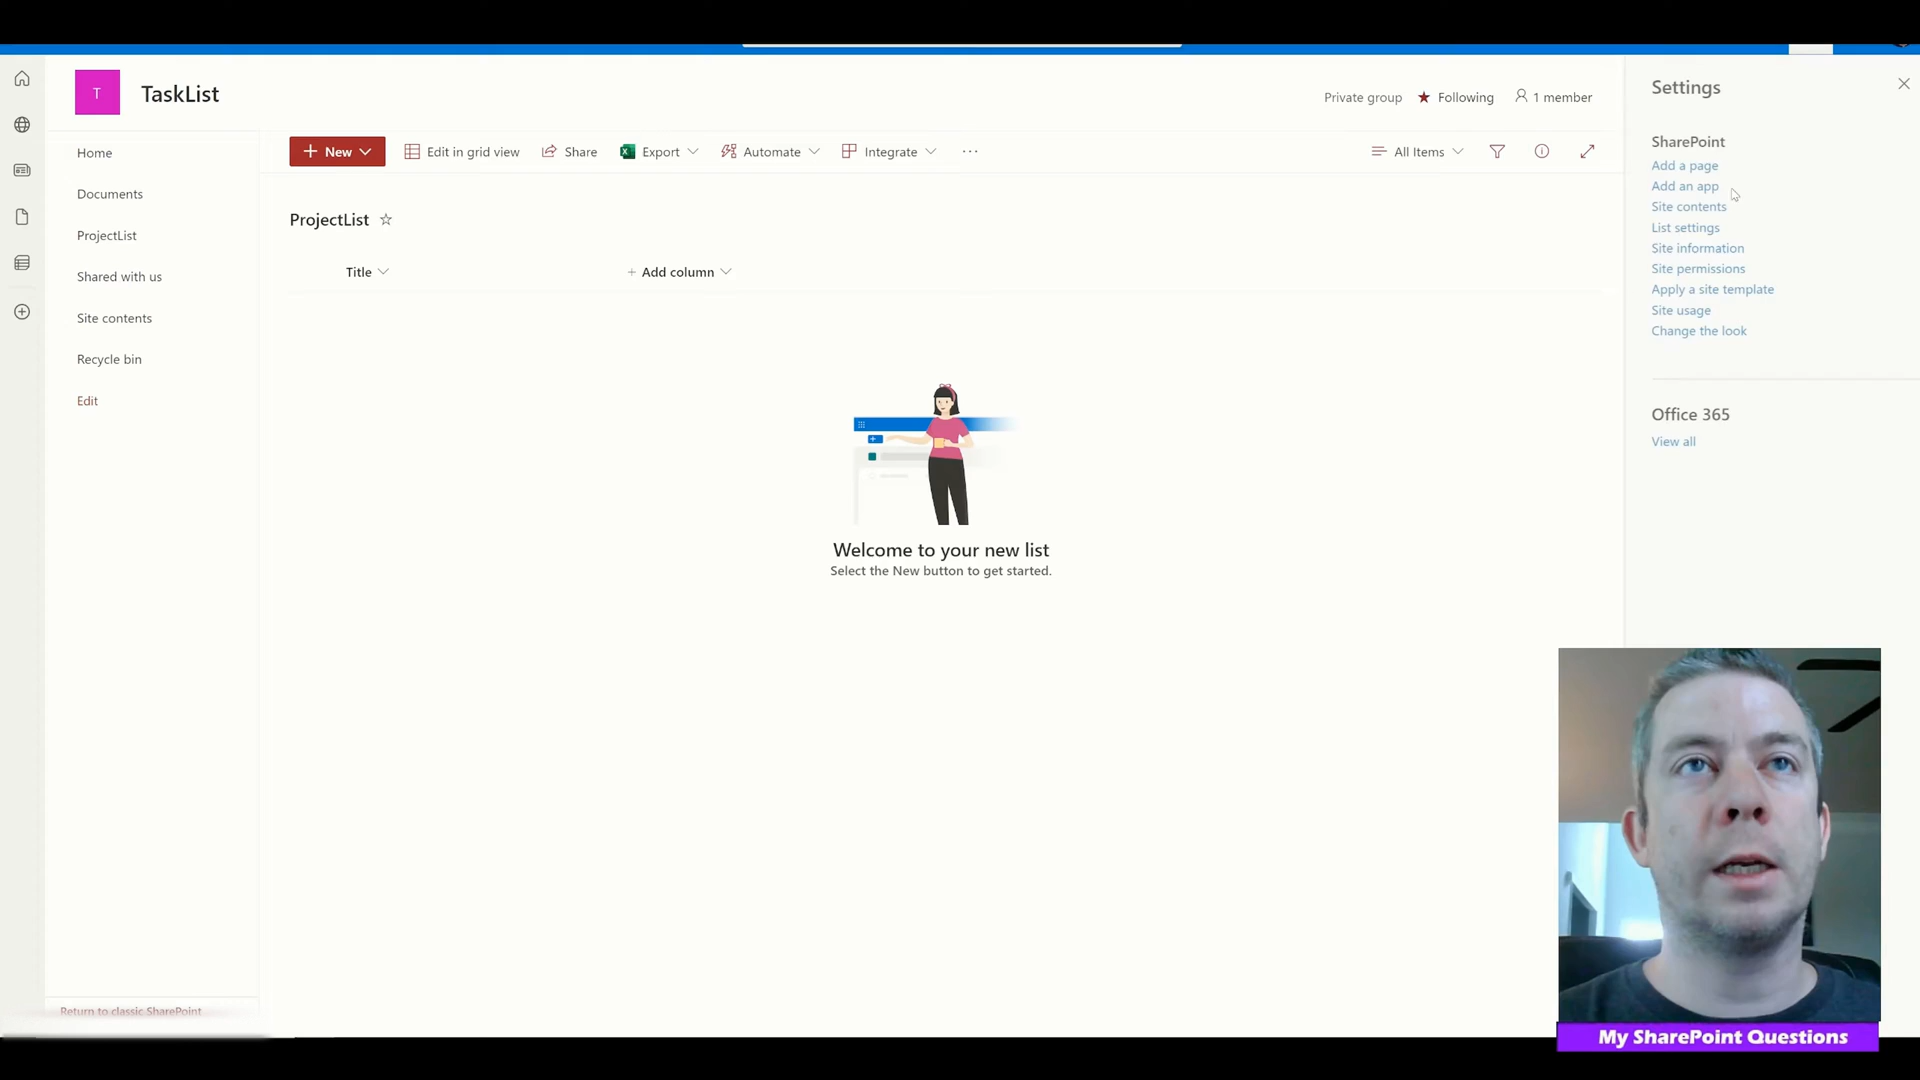 T
TaskList
Private group
Following
1 member
Home
Documents
ProjectList
Shared with us
Site contents
Recycle bin
Edit
Return to classic SharePoint
New
Edit in grid view
Share
Export
Automate
Integrate
All Items
ProjectList
Title
Add column
Welcome to your new list
Select the New button to get started.
Settings
SharePoint
Add a page
Add an app
Site contents
List settings
Site information
Site permissions
Apply a site template
Site usage
Change the look
Office 365
View all
My SharePoint Questions